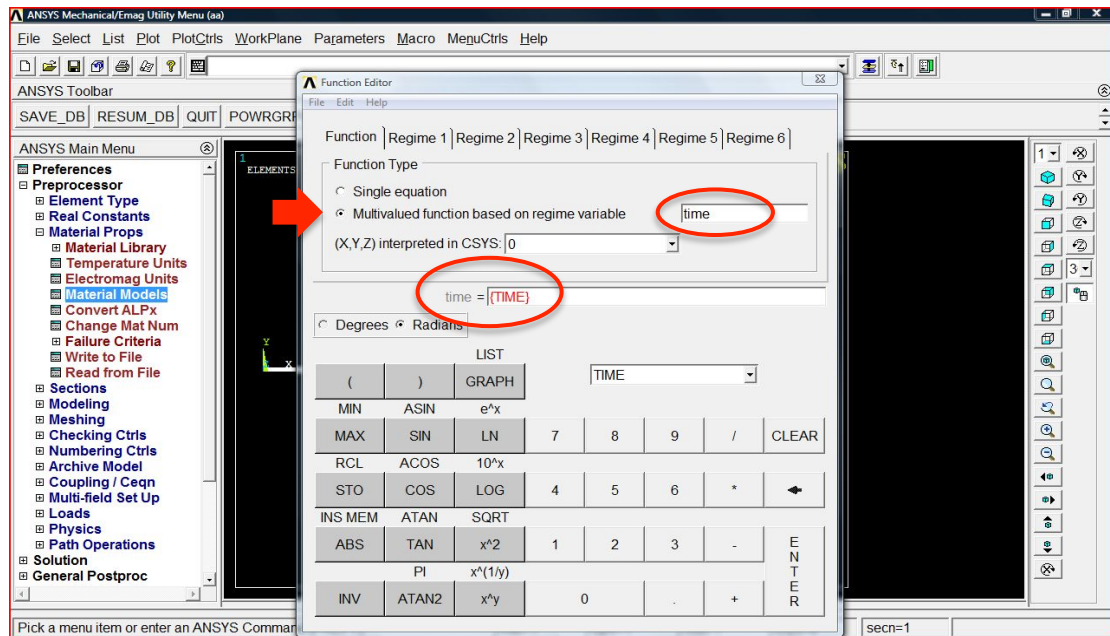 ANSYS Mechanical/Emag Utility Menu (aa)
File Select List Plot PlotCtrls WorkPlane Parameters Macro MenuCtrls Help
ANSYS Toolbar
SAVE_DB RESUM_DB QUIT POWRGR
ANSYS Main Menu
Preferences
Preprocessor
Element Type
Real Constants
Material Props
Material Library
Temperature Units
Electromag Units
Material Models
Convert ALPx
Change Mat Num
Failure Criteria
Write to File
Read from File
Sections
Modeling
Meshing
Checking Ctrls
Numbering Ctrls
Archive Model
Coupling / Ceqn
Multi-field Set Up
Loads
Physics
Path Operations
Solution
General Postproc
1
ELEMENTS
Y
X
Function Editor
File Edit Help
Function Regime 1 Regime 2 Regime 3 Regime 4 Regime 5 Regime 6
Function Type
Single equation
Multivalued function based on regime variable time
(X,Y,Z) interpreted in CSYS: 0
time = {TIME}
Degrees Radians
LIST
( ) GRAPH TIME
MIN ASIN e^x
MAX SIN LN 7 8 9 / CLEAR
RCL ACOS 10^x
STO COS LOG 4 5 6 *
INS MEM ATAN SQRT
ABS TAN x^2 1 2 3 - ENTER
PI x^(1/y)
INV ATAN2 x^y 0 . +
1
3
Pick a menu item or enter an ANSYS Comman
secn=1